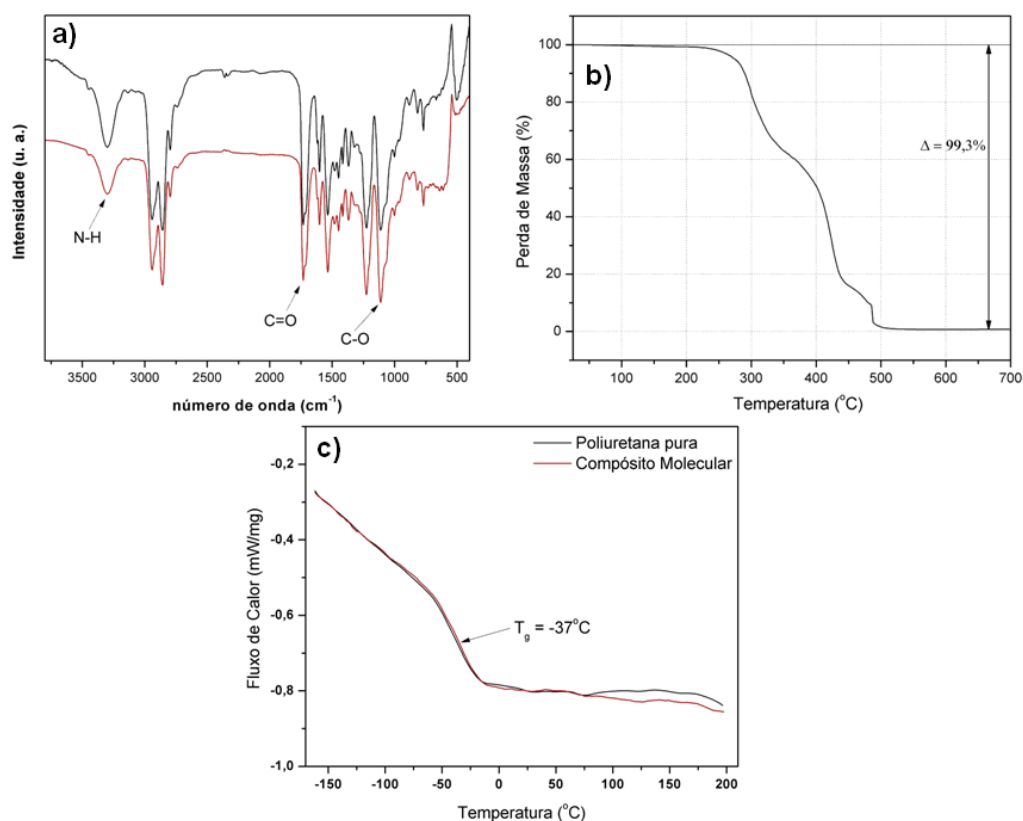 a)
Intensidade (u. a.)
N-H
C=O
C-O
3500 3000 2500 2000 1500 1000 500
número de onda (cm⁻¹)
b)
Perda de Massa (%)
100
80
60
40
20
0
Δ = 99,3%
100 200 300 400 500 600 700
Temperatura (°C)
c)
Poliuretana pura
Compósito Molecular
Fluxo de Calor (mW/mg)
-0,2
-0,4
-0,6
-0,8
-1,0
Tg = -37°C
-150 -100 -50 0 50 100 150 200
Temperatura (°C)